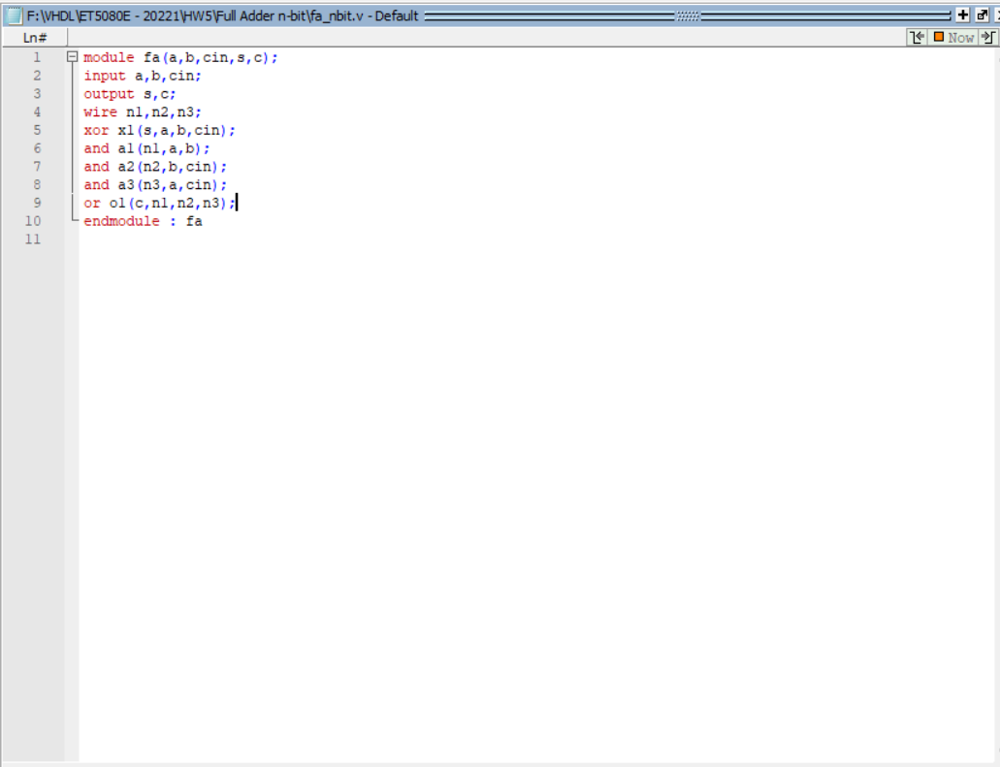 F:\VHDL\ET5080E - 20221\HW5\Full Adder n-bit\fa_nbit.v - Default
Ln#
Now
1 module fa(a,b,cin,s,c);
2 input a,b,cin;
3 output s,c;
4 wire n1,n2,n3;
5 xor x1(s,a,b,cin);
6 and a1(n1,a,b);
7 and a2(n2,b,cin);
8 and a3(n3,a,cin);
9 or o1(c,n1,n2,n3);
10 endmodule : fa
11